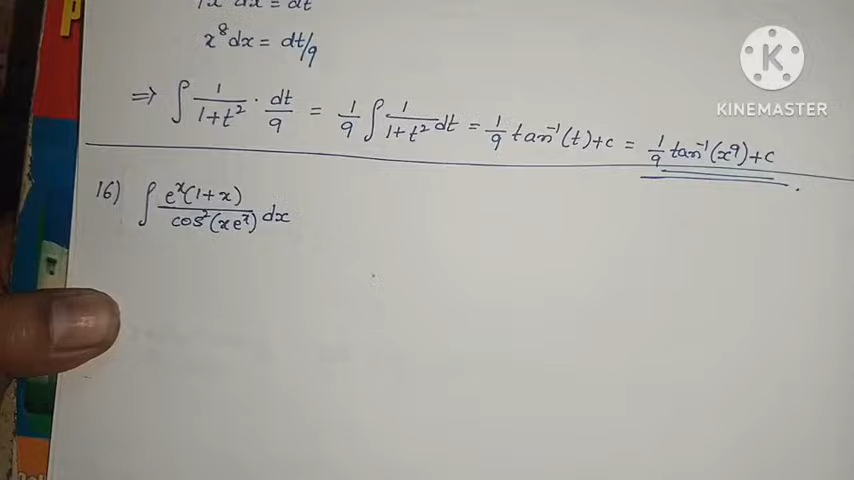 x⁸dx = dt/9
K
KINEMASTER
⇒ ∫ 1/(1+t²) · dt/9 = 1/9 ∫ 1/(1+t²) dt = 1/9 tan⁻¹(t)+c = 1/9 tan⁻¹(x⁹)+c.
16) ∫ eˣ(1+x)/cos²(xeˣ) dx